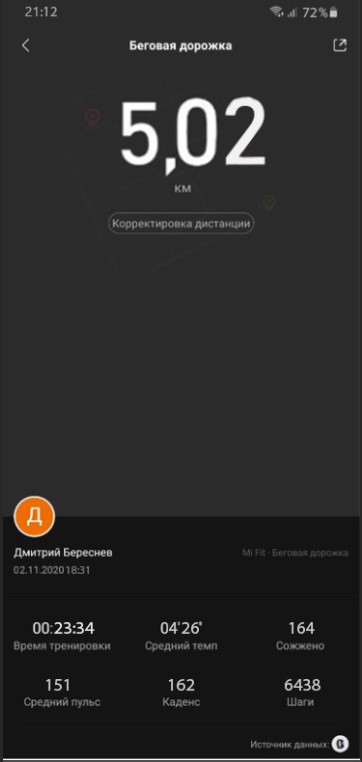 21:12 72%
Беговая дорожка
5,02
км
Корректировка дистанции
Д
Дмитрий Береснев
Mi Fit - Беговая дорожка
02.11.2020 18:31
00:23:34 04'26" 164
Время тренировки Средний темп Сожжено
151 162 6438
Средний пульс Каденс Шаги
Источник данных: